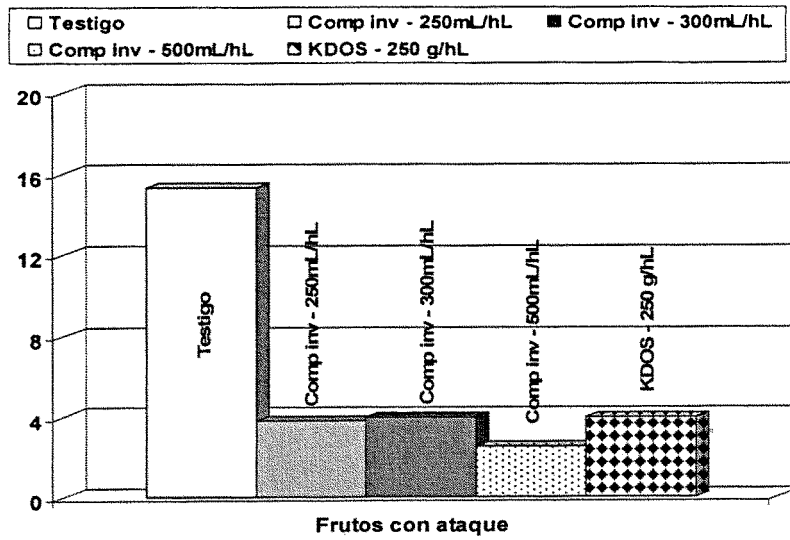 Testigo Comp inv - 250mL/hL Comp inv - 300mL/hL
Comp inv - 500mL/hL KDOS - 250 g/hL
20
16
12
8
4
0
Testigo
Comp inv - 250mL/hL
Comp inv - 300mL/hL
Comp inv - 500mL/hL
KDOS - 250 g/hL
Frutos con ataque